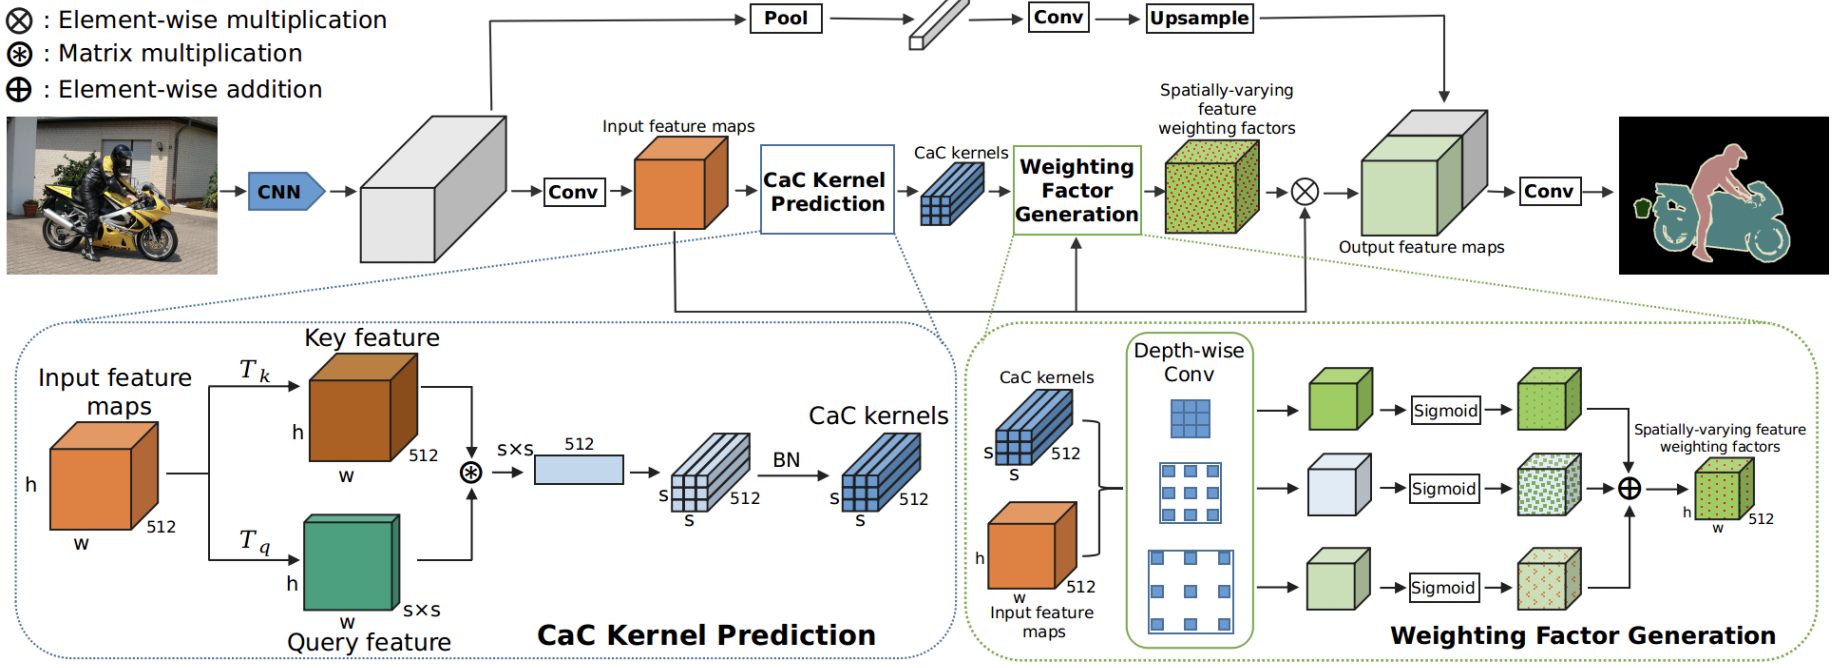 ⊗ : Element-wise multiplication
⊛ : Matrix multiplication
⊕ : Element-wise addition
Pool
Conv
Upsample
CNN
Conv
Input feature maps
CaC Kernel
Prediction
CaC kernels
Weighting
Factor
Generation
Spatially-varying
feature
weighting factors
Output feature maps
Conv
Input feature
maps
h
w
512
T_k
T_q
Key feature
h
w
512
h
w
s×s
Query feature
s×s
512
s
s
512
BN
CaC kernels
s
s
512
CaC Kernel Prediction
CaC kernels
s
s
512
h
w
512
Input feature
maps
Depth-wise
Conv
Sigmoid
Sigmoid
Sigmoid
Spatially-varying feature
weighting factors
h
w
512
Weighting Factor Generation